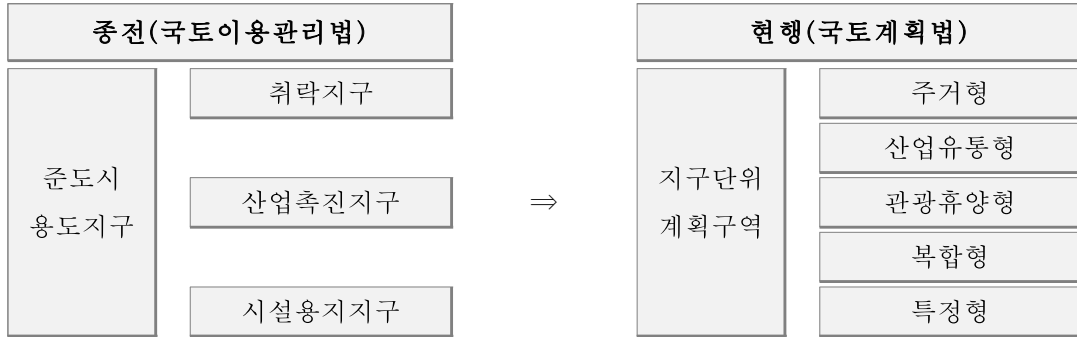 종전(국토이용관리법)
준도시
용도지구
취락지구
산업촉진지구
시설용지지구
⇒
현행(국토계획법)
지구단위
계획구역
주거형
산업유통형
관광휴양형
복합형
특정형